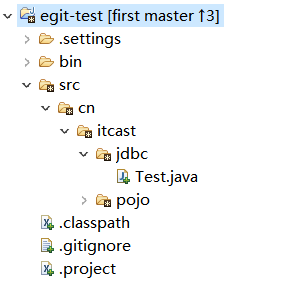 egit-test [first master ↑3]
.settings
bin
src
cn
itcast
jdbc
Test.java
pojo
.classpath
.gitignore
.project